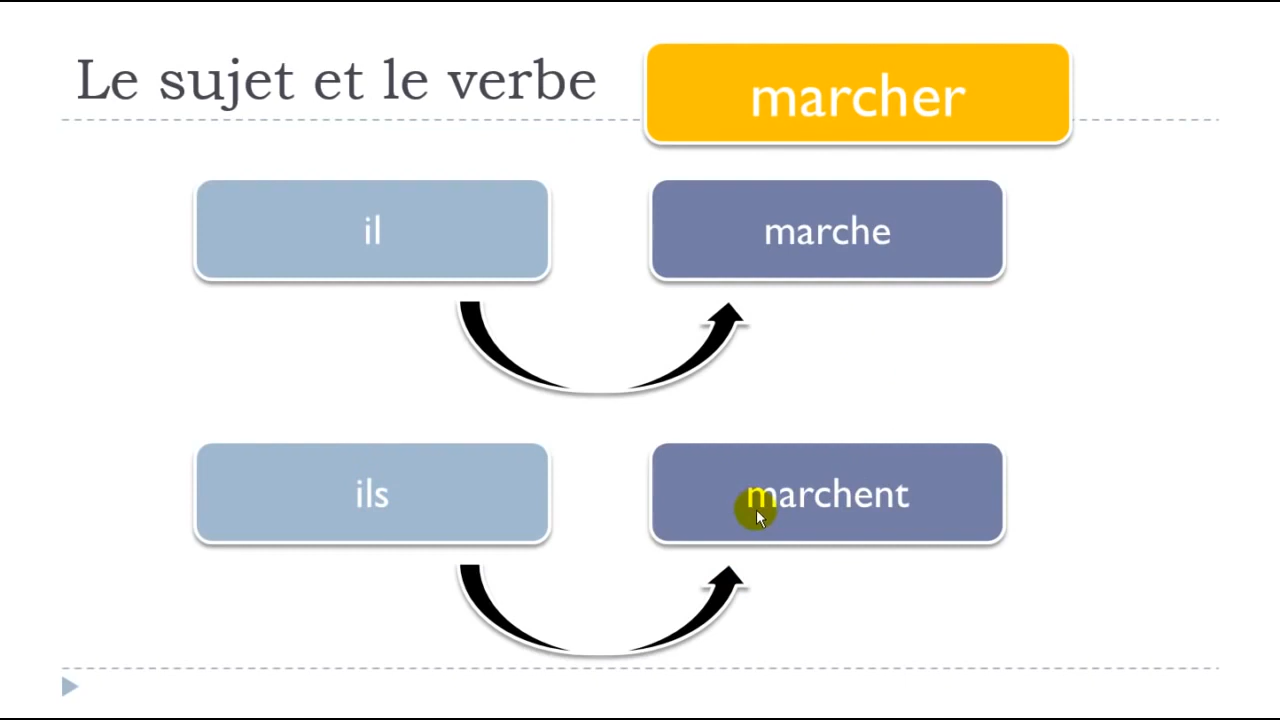 Le sujet et le verbe
marcher
il
marche
ils
marchent